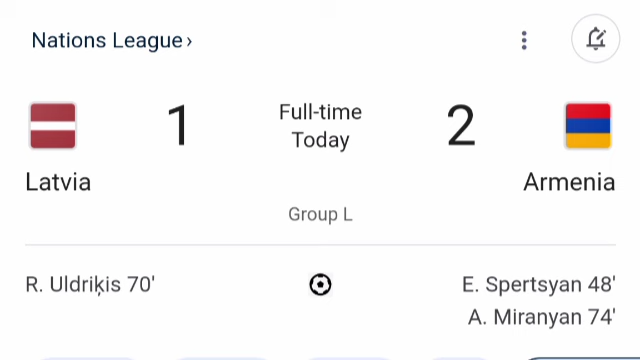 Nations League ›
1 Full-time 2
Today
Latvia Armenia
Group L
R. Uldriķis 70' E. Spertsyan 48'
A. Miranyan 74'